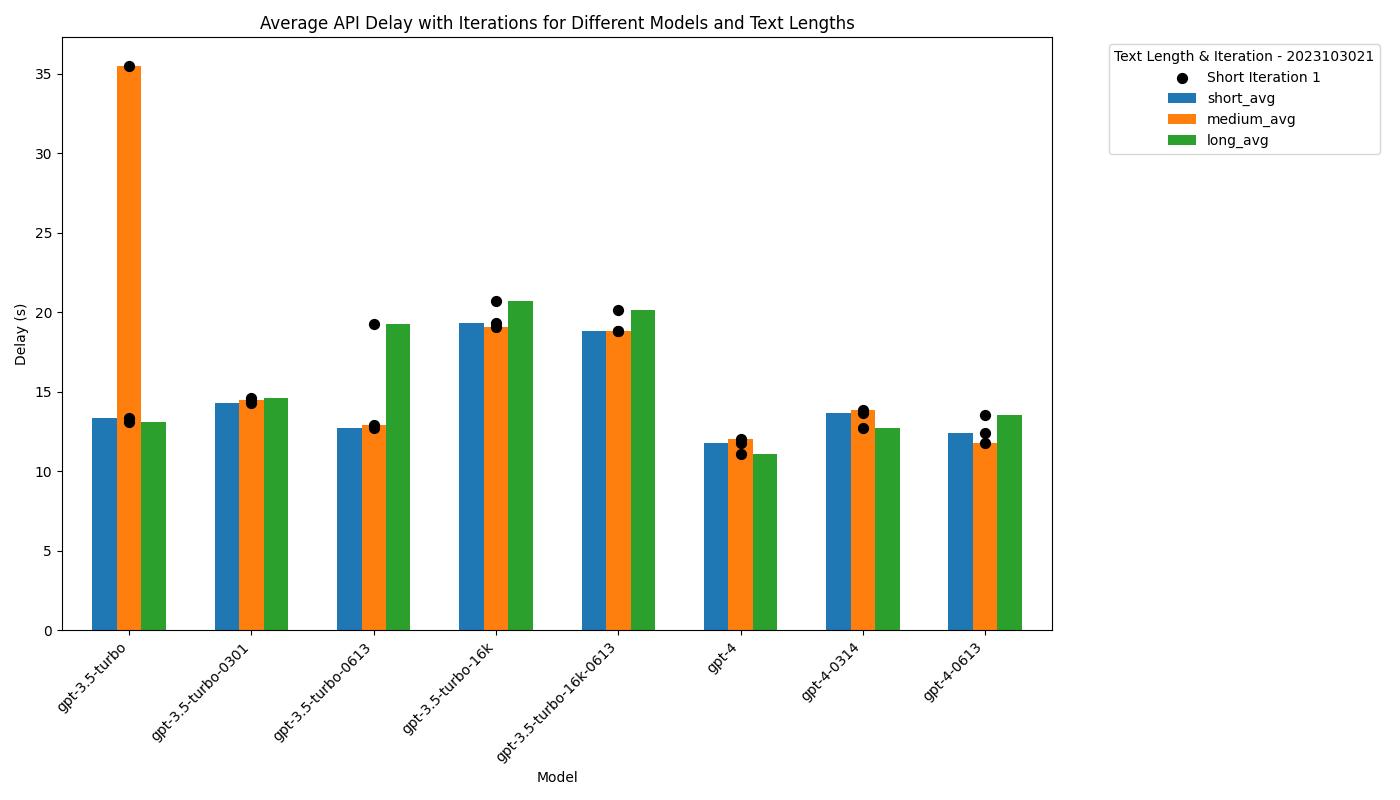 Average API Delay with Iterations for Different Models and Text Lengths
Text Length & Iteration - 2023103021
Short Iteration 1
short_avg
medium_avg
long_avg
Delay (s)
35
30
25
20
15
10
5
0
gpt-3.5-turbo
gpt-3.5-turbo-0301
gpt-3.5-turbo-0613
gpt-3.5-turbo-16k
gpt-3.5-turbo-16k-0613
gpt-4
gpt-4-0314
gpt-4-0613
Model